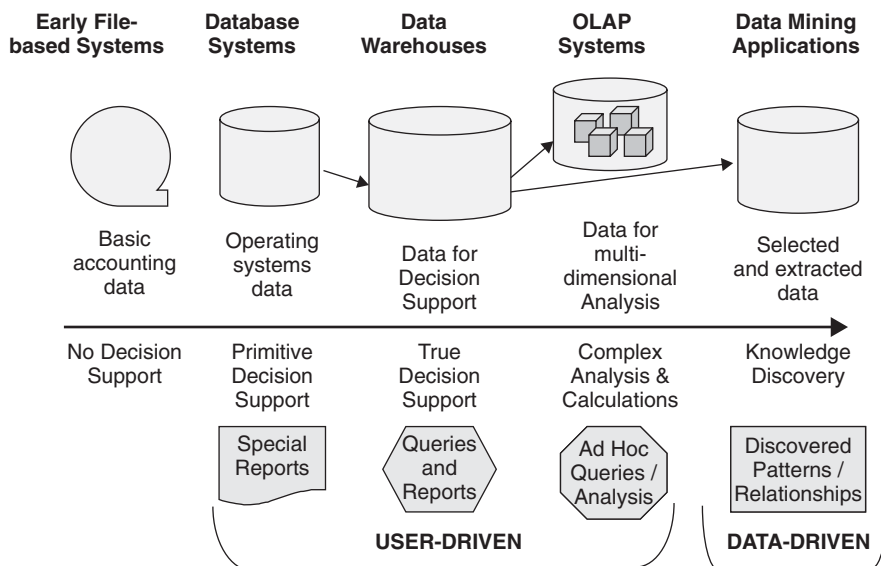 Early File-
based Systems
Database
Systems
Data
Warehouses
OLAP
Systems
Data Mining
Applications
Basic
accounting
data
Operating
systems
data
Data for
Decision
Support
Data for
multi-
dimensional
Analysis
Selected
and extracted
data
No Decision
Support
Primitive
Decision
Support
True
Decision
Support
Complex
Analysis &
Calculations
Knowledge
Discovery
Special
Reports
Queries
and
Reports
Ad Hoc
Queries /
Analysis
Discovered
Patterns /
Relationships
USER-DRIVEN
DATA-DRIVEN